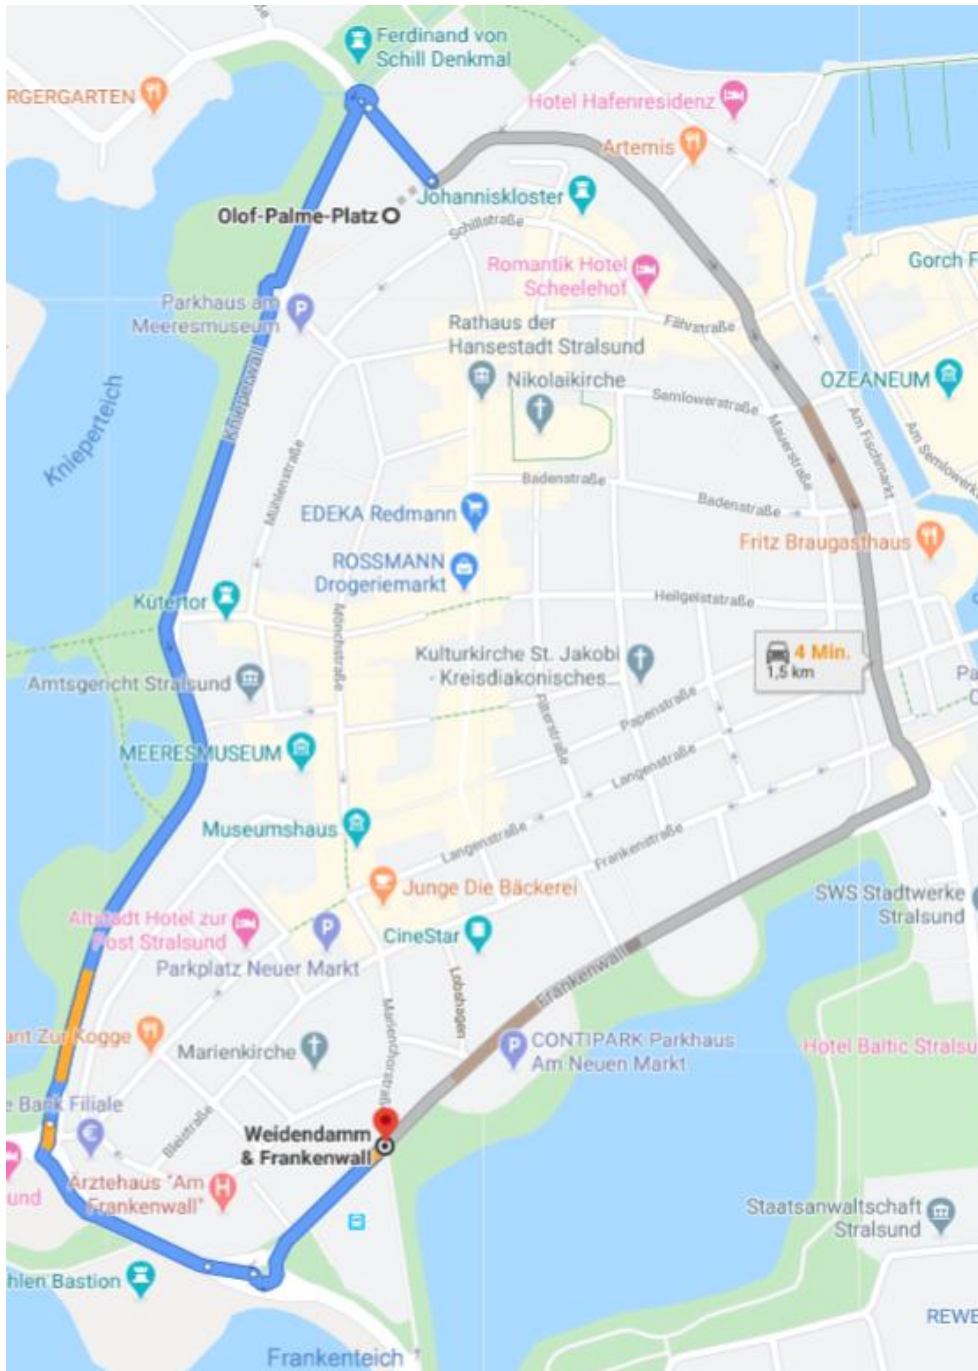 Ferdinand von
Schill Denkmal
RGERGARTEN
Hotel Hafenresidenz
Artemis
Johanniskloster
Olof-Palme-Platz
Schillstraße
Gorch F
Romantik Hotel
Scheelehof
Parkhaus am
Meeresmuseum
Fährstraße
Rathaus der
Hansestadt Stralsund
Knieperwall
Nikolaikirche
OZEANEUM
Semlowerstraße
Knieperteich
Mauerstraße
Am Fischmarkt
Am Semlowerk
Mühlenstraße
Badenstraße
Badenstraße
EDEKA Redmann
Fritz Braugasthaus
ROSSMANN
Drogeriemarkt
Kütertor
Heilgeiststraße
Mönchstraße
4 Min.
1,5 km
Kulturkirche St. Jakobi
- Kreisdiakonisches...
Pa
Amtsgericht Stralsund
Filterstraße
Papenstraße
MEERESMUSEUM
Langenstraße
Museumshaus
Langenstraße
Frankenstraße
Junge Die Bäckerei
SWS Stadtwerke
Stralsund
Altstadt Hotel zur
Post Stralsund
CineStar
Parkplatz Neuer Markt
Frankenwall
Lobshagen
ant Zur Kogge
Marienkirche
Marienchorstraße
CONTIPARK Parkhaus
Am Neuen Markt
Hotel Baltic Stralsu
e Bank Filiale
Bleistraße
Weidendamm
& Frankenwall
und
Ärztehaus "Am
Frankenwall"
Staatsanwaltschaft
Stralsund
hlen Bastion
REWE
Frankenteich